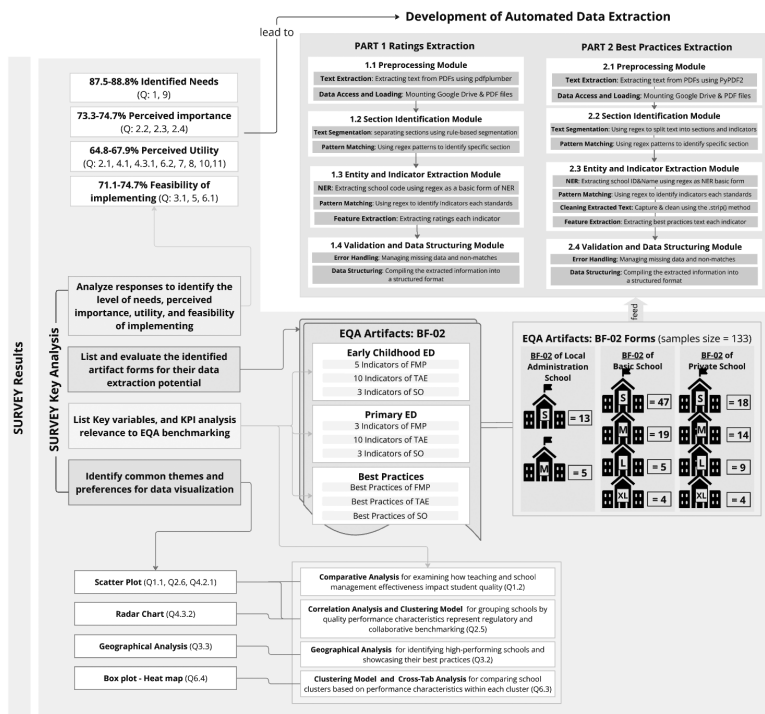 lead to
Development of Automated Data Extraction
87.5-88.8% Identified Needs
(Q: 1, 9)
73.3-74.7% Perceived importance
(Q: 2.2, 2.3, 2.4)
64.8-67.9% Perceived Utility
(Q: 2.1, 4.1, 4.3.1, 6.2, 7, 8, 10,11)
71.1-74.7% Feasibility of
implementing (Q: 3.1, 5, 6.1)
PART 1 Ratings Extraction
1.1 Preprocessing Module
Text Extraction: Extracting text from PDFs using pdfplumber
Data Access and Loading: Mounting Google Drive & PDF files
1.2 Section Identification Module
Text Segmentation: separating sections using rule-based segmentation
Pattern Matching: Using regex patterns to identify specific section
1.3 Entity and Indicator Extraction Module
NER: Extracting school code using regex as a basic form of NER
Pattern Matching: Using regex to identify indicators each standards
Feature Extraction: Extracting ratings each indicator
1.4 Validation and Data Structuring Module
Error Handling: Managing missing data and non-matches
Data Structuring: Compiling the extracted information into
a structured format
PART 2 Best Practices Extraction
2.1 Preprocessing Module
Text Extraction: Extracting text from PDFs using PyPDF2
Data Access and Loading: Mounting Google Drive & PDF files
2.2 Section Identification Module
Text Segmentation: Using regex to split text into sections and indicators
Pattern Matching: Using regex patterns to identify specific section
2.3 Entity and Indicator Extraction Module
NER: Extracting school ID&Name using regex as NER basic form
Pattern Matching: Using regex to identify indicators each standards
Cleaning Extracted Text: Capture & clean using the .strip() method
Feature Extraction: Extracting best practices text each indicator
2.4 Validation and Data Structuring Module
Error Handling: Managing missing data and non-matches
Data Structuring: Compiling the extracted information into
a structured format
feed
SURVEY Results
SURVEY Key Analysis
Analyze responses to identify the
level of needs, perceived
importance, utility, and feasibility
of implementing
List and evaluate the identified
artifact forms for their data
extraction potential
List Key variables, and KPI analysis
relevance to EQA benchmarking
Identify common themes and
preferences for data visualization
EQA Artifacts: BF-02
Early Childhood ED
5 Indicators of FMP
10 Indicators of TAE
3 Indicators of SO
Primary ED
3 Indicators of FMP
10 Indicators of TAE
3 Indicators of SO
Best Practices
Best Practices of FMP
Best Practices of TAE
Best Practices of SO
EQA Artifacts: BF-02 Forms (samples size = 133)
BF-02 of Local
Administration
School
S
= 13
M
= 5
BF-02 of
Basic School
S
= 47
M
= 19
L
= 5
XL
= 4
BF-02 of
Private School
S
= 18
M
= 14
L
= 9
XL
= 4
Scatter Plot (Q1.1, Q2.6, Q4.2.1)
Radar Chart (Q4.3.2)
Geographical Analysis (Q3.3)
Box plot - Heat map (Q6.4)
Comparative Analysis for examining how teaching and school
management effectiveness impact student quality (Q1.2)
Correlation Analysis and Clustering Model for grouping schools by
quality performance characteristics represent regulatory and
collaborative benchmarking (Q2.5)
Geographical Analysis for identifying high-performing schools and
showcasing their best practices (Q3.2)
Clustering Model and Cross-Tab Analysis for comparing school
clusters based on performance characteristics within each cluster (Q6.3)